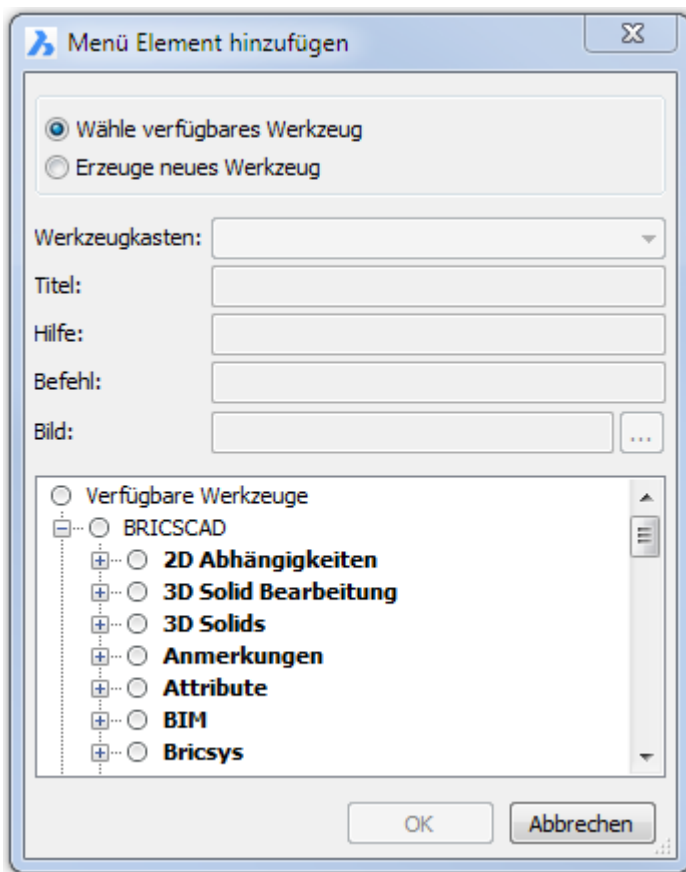 Menü Element hinzufügen
Wähle verfügbares Werkzeug
Erzeuge neues Werkzeug
Werkzeugkasten:
Titel:
Hilfe:
Befehl:
Bild:
...
Verfügbare Werkzeuge
BRICSCAD
2D Abhängigkeiten
3D Solid Bearbeitung
3D Solids
Anmerkungen
Attribute
BIM
Bricsys
OK Abbrechen